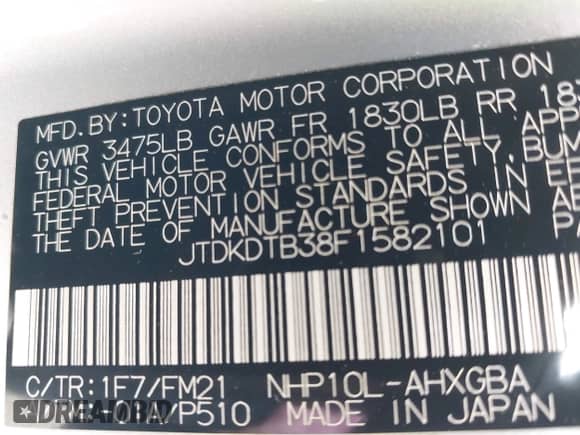 MFD. BY: TOYOTA MOTOR CORPORATION
GVWR 3475LB GAWR FR 1830LB RR
THIS VEHICLE CONFORMS TO ALL
FEDERAL MOTOR VEHICLE SAFETY,
THEFT PREVENTION STANDARDS IN
THE DATE OF MANUFACTURE SHOWN
JTDKDTB38F1582101
C/TR:1F7/FM21 NHP10L-AHXGBA
/P510 MADE IN JAPAN